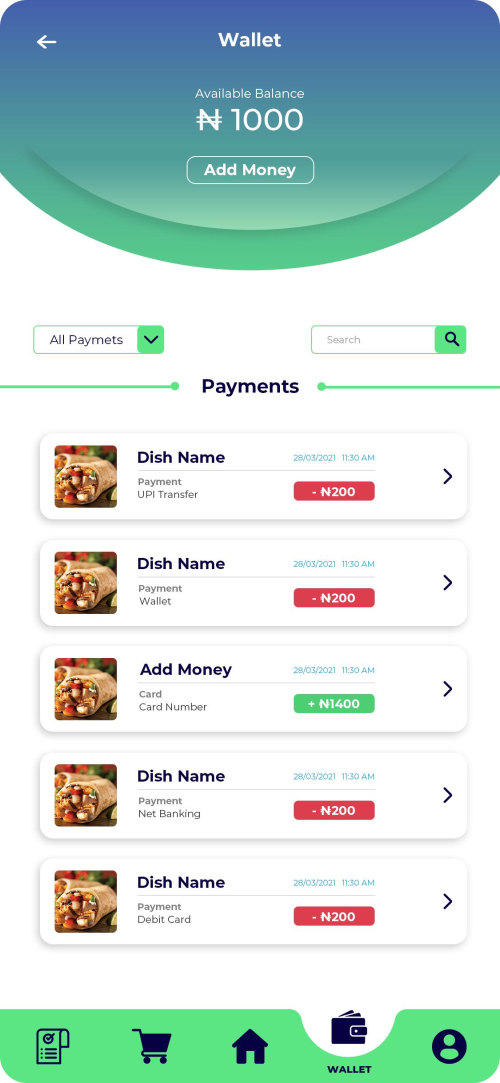 Wallet
Available Balance
₦ 1000
Add Money
All Paymets
Search
Payments
Dish Name
28/03/2021 11:30 AM
Payment
UPI Transfer
- ₦200
Dish Name
28/03/2021 11:30 AM
Payment
Wallet
- ₦200
Add Money
28/03/2021 11:30 AM
Card
Card Number
+ ₦1400
Dish Name
28/03/2021 11:30 AM
Payment
Net Banking
- ₦200
Dish Name
28/03/2021 11:30 AM
Payment
Debit Card
- ₦200
WALLET